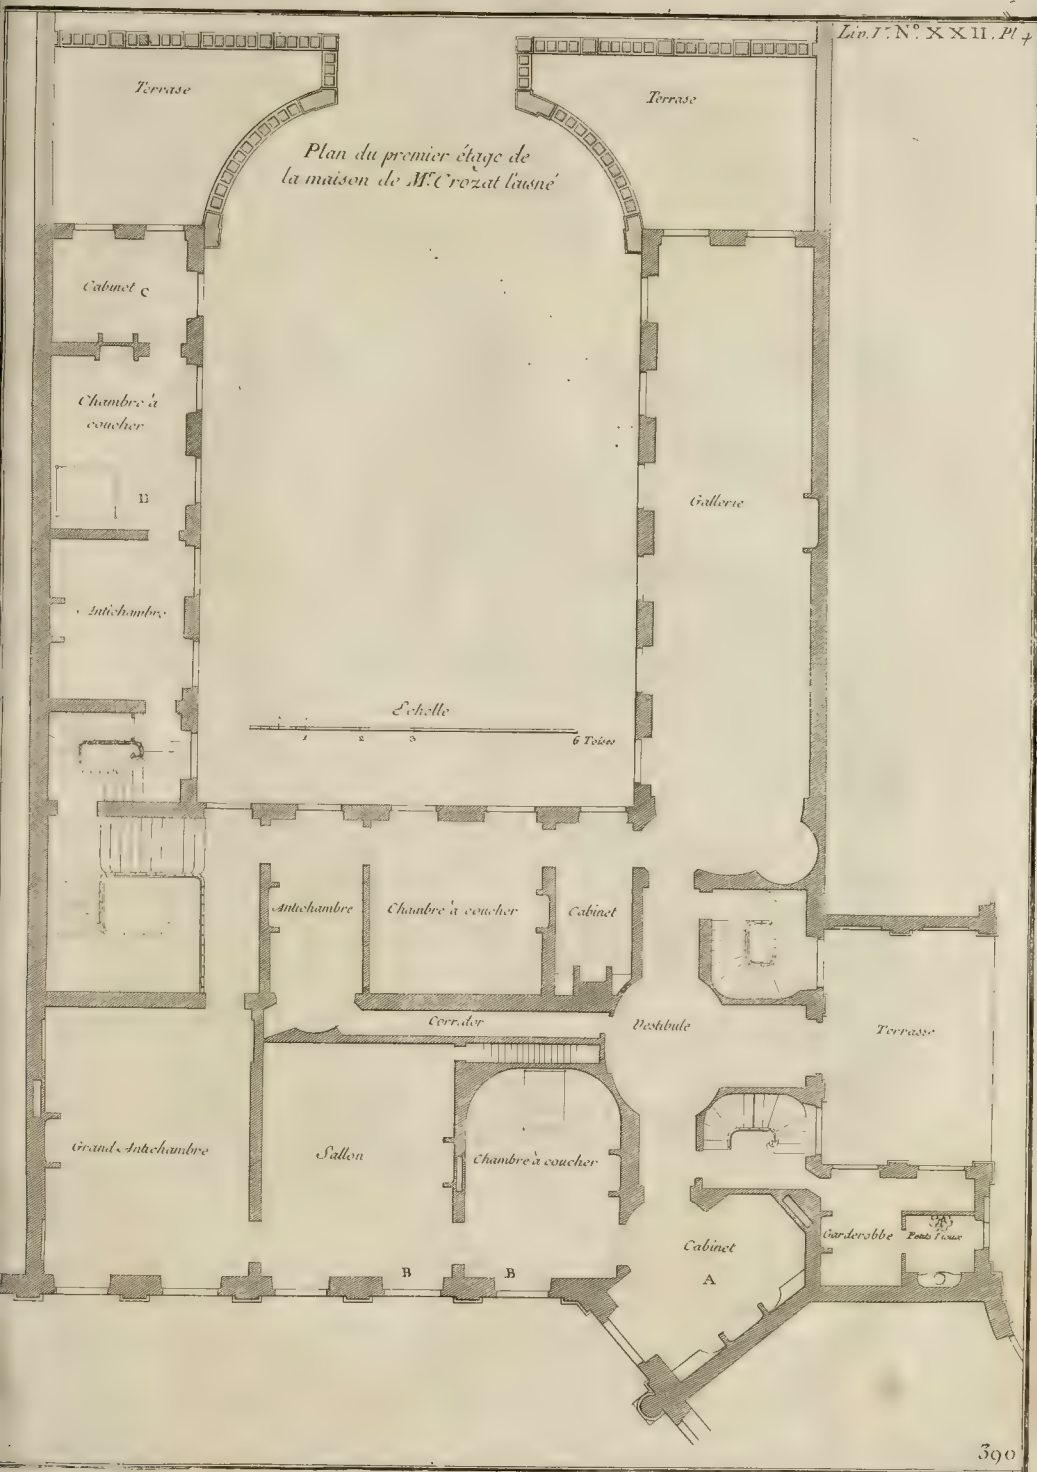 Liv. I.r N.o XXII. Pl 4
Terrase
Terrase
Plan du premier étage de
la maison de Mr. Crozat l'aisné
Cabinet C
Chambre à
coucher
D
Gallerie
Antichambre
Echelle
1 2 3 6 Toises
Antichambre
Chambre à coucher
Cabinet
Corridor
Vestibule
Terrasse
Grand Antichambre
Sallon
Chambre à coucher
Cabinet
A
Garderobbe
Petits Lieux
B
B
390